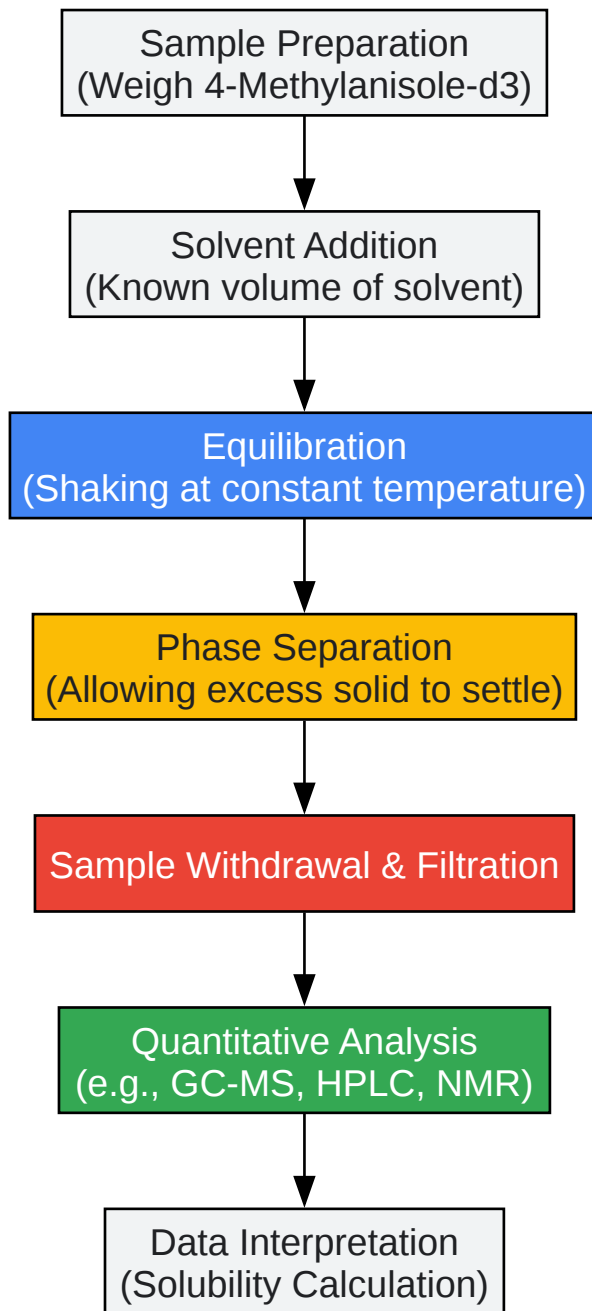 Sample Preparation
(Weigh 4-Methylanisole-d3)
Solvent Addition
(Known volume of solvent)
Equilibration
(Shaking at constant temperature)
Phase Separation
(Allowing excess solid to settle)
Sample Withdrawal & Filtration
Quantitative Analysis
(e.g., GC-MS, HPLC, NMR)
Data Interpretation
(Solubility Calculation)